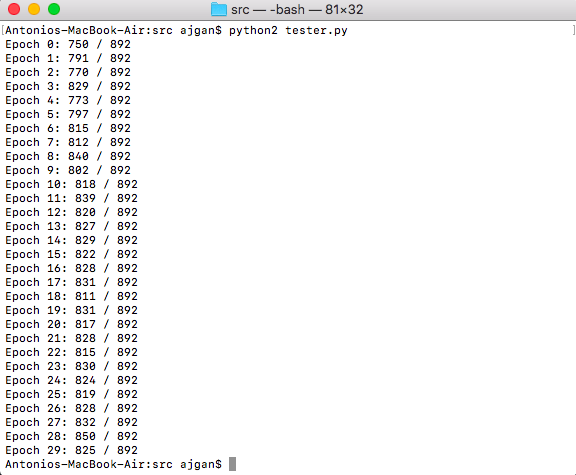 src — -bash — 81×32
[Antonios-MacBook-Air:src ajgan$ python2 tester.py ]
Epoch 0: 750 / 892
Epoch 1: 791 / 892
Epoch 2: 770 / 892
Epoch 3: 829 / 892
Epoch 4: 773 / 892
Epoch 5: 797 / 892
Epoch 6: 815 / 892
Epoch 7: 812 / 892
Epoch 8: 840 / 892
Epoch 9: 802 / 892
Epoch 10: 818 / 892
Epoch 11: 839 / 892
Epoch 12: 820 / 892
Epoch 13: 827 / 892
Epoch 14: 829 / 892
Epoch 15: 822 / 892
Epoch 16: 828 / 892
Epoch 17: 831 / 892
Epoch 18: 811 / 892
Epoch 19: 831 / 892
Epoch 20: 817 / 892
Epoch 21: 828 / 892
Epoch 22: 815 / 892
Epoch 23: 830 / 892
Epoch 24: 824 / 892
Epoch 25: 819 / 892
Epoch 26: 828 / 892
Epoch 27: 832 / 892
Epoch 28: 850 / 892
Epoch 29: 825 / 892
Antonios-MacBook-Air:src ajgan$